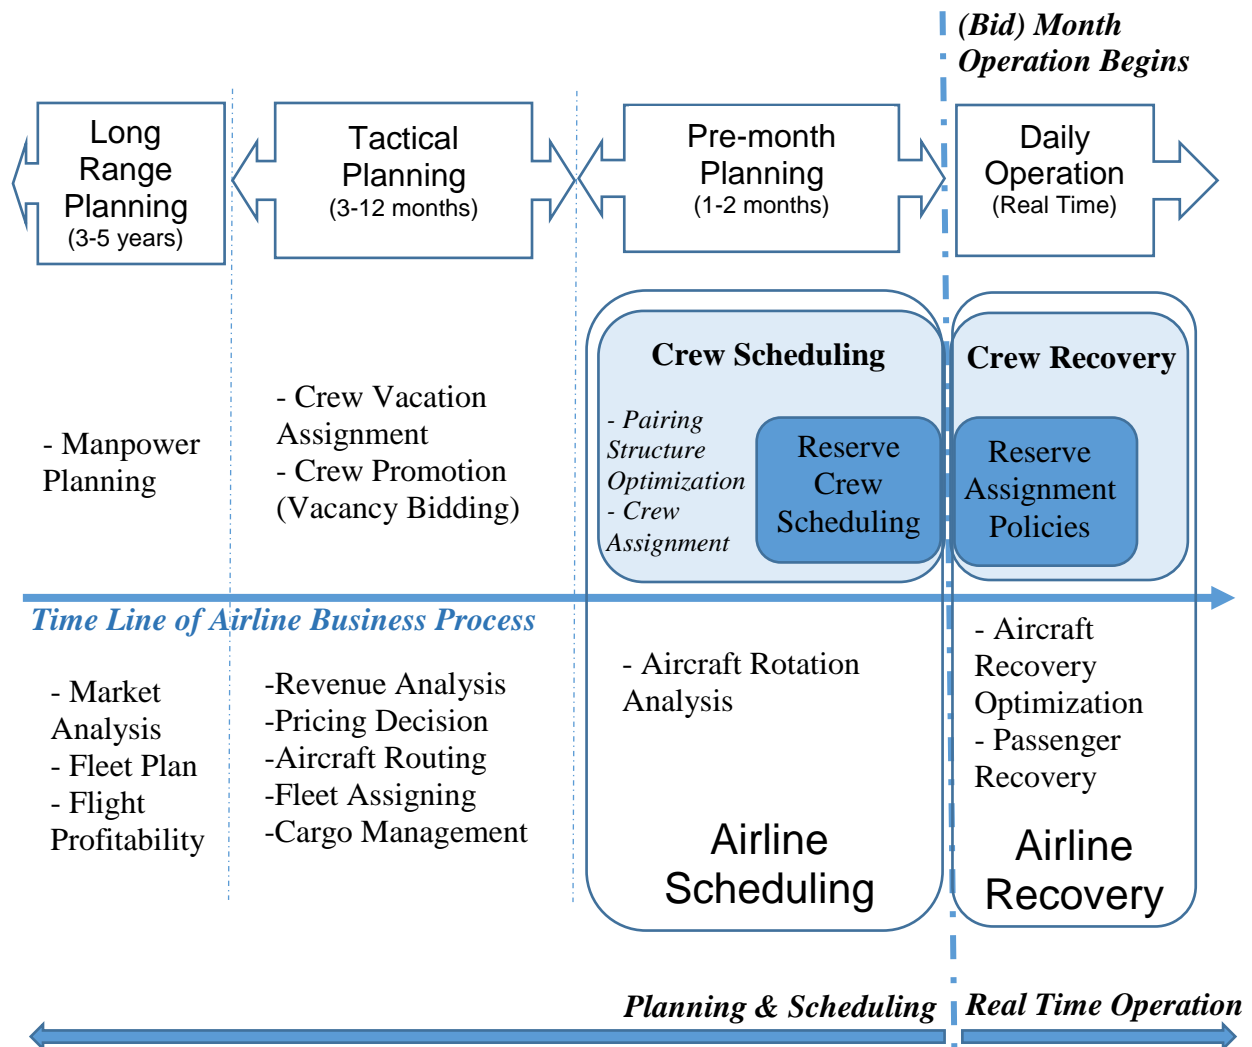 (Bid) Month
Operation Begins
Long
Range
Planning
(3-5 years)
Tactical
Planning
(3-12 months)
Pre-month
Planning
(1-2 months)
Daily
Operation
(Real Time)
- Manpower
Planning
- Crew Vacation
Assignment
- Crew Promotion
(Vacancy Bidding)
Crew Scheduling
- Pairing
Structure
Optimization
- Crew
Assignment
Reserve
Crew
Scheduling
Crew Recovery
Reserve
Assignment
Policies
Time Line of Airline Business Process
- Market
Analysis
- Fleet Plan
- Flight
Profitability
-Revenue Analysis
-Pricing Decision
-Aircraft Routing
-Fleet Assigning
-Cargo Management
- Aircraft Rotation
Analysis
Airline
Scheduling
- Aircraft
Recovery
Optimization
- Passenger
Recovery
Airline
Recovery
Planning & Scheduling
Real Time Operation